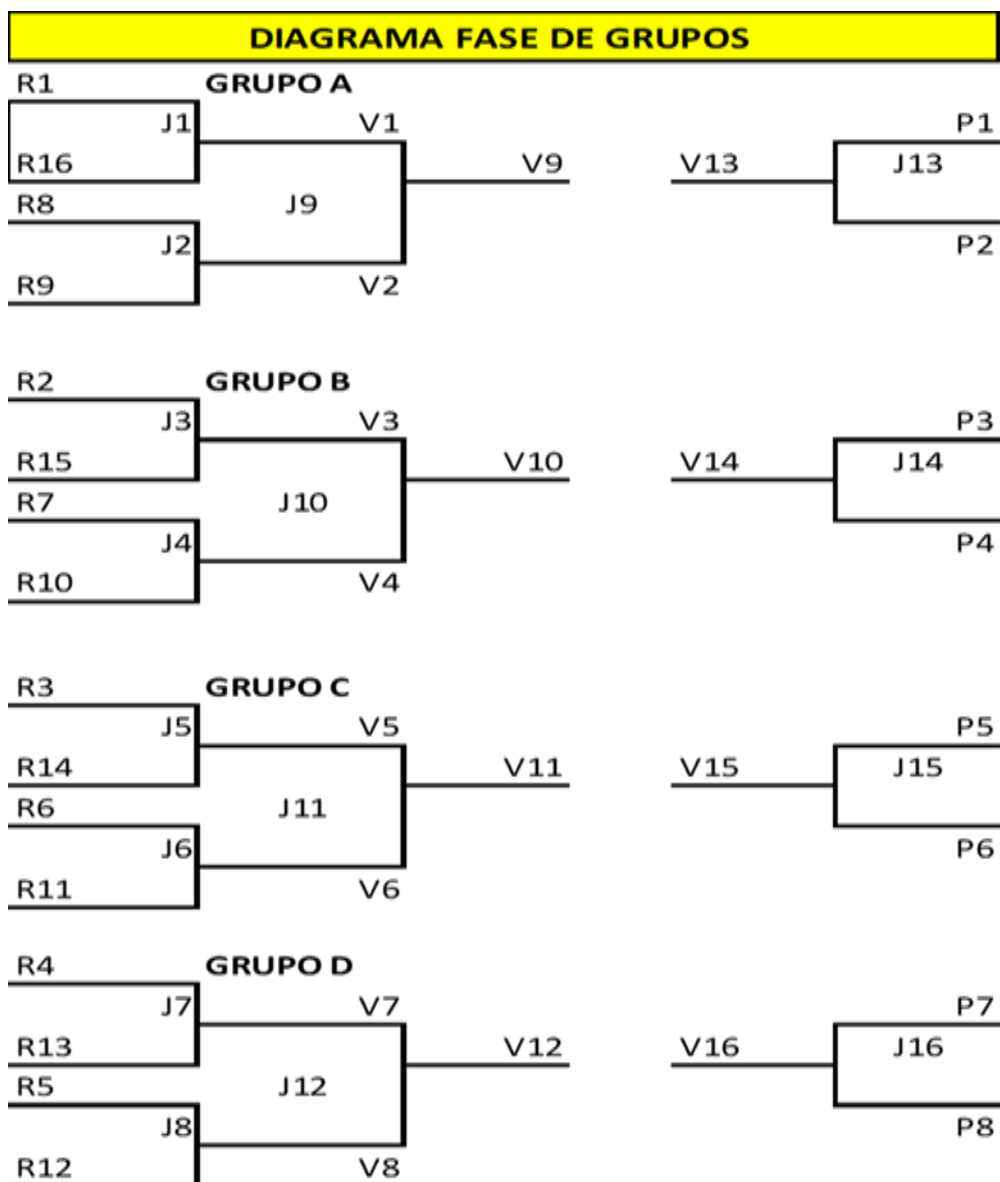 DIAGRAMA FASE DE GRUPOS
R1 GRUPO A
J1 V1 P1
R16 V9 V13 J13
R8 J9
J2 P2
R9 V2
R2 GRUPO B
J3 V3 P3
R15 V10 V14 J14
R7 J10
J4 P4
R10 V4
R3 GRUPO C
J5 V5 P5
R14 V11 V15 J15
R6 J11
J6 P6
R11 V6
R4 GRUPO D
J7 V7 P7
R13 V12 V16 J16
R5 J12
J8 P8
R12 V8